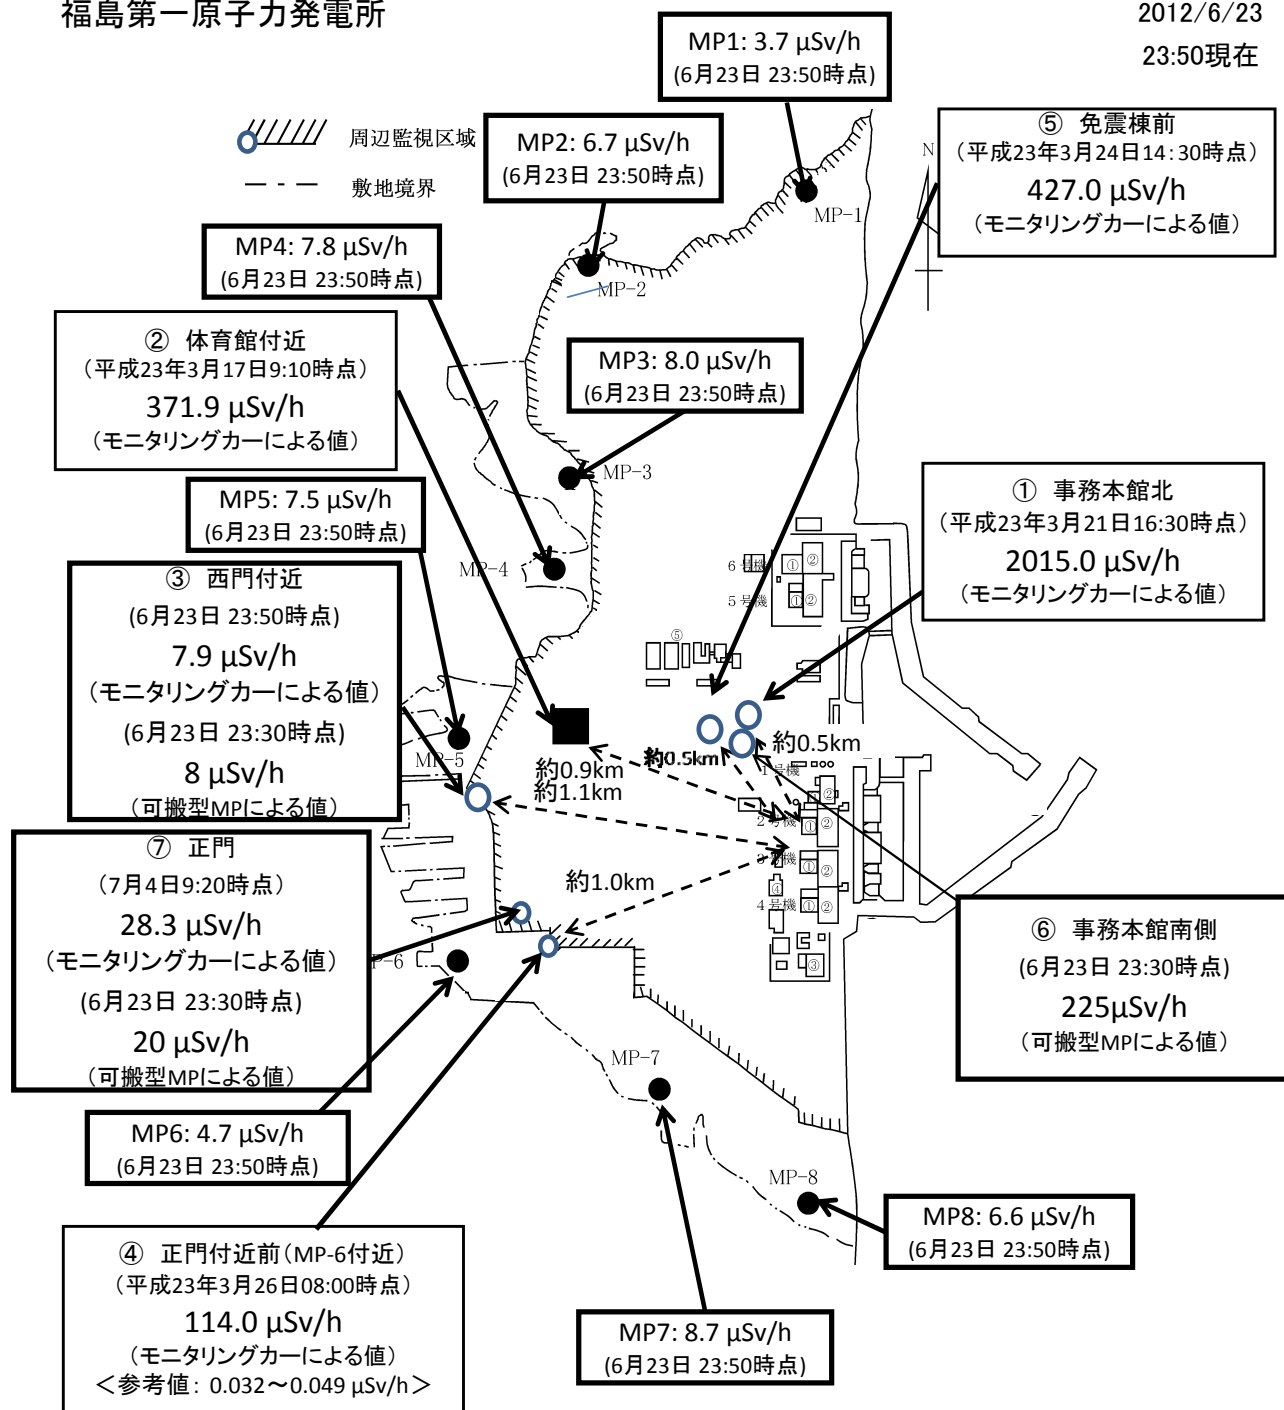 福島第一原子力発電所
2012/6/23
23:50現在
MP1: 3.7 μSv/h
(6月23日 23:50時点)
周辺監視区域
敷地境界
MP2: 6.7 μSv/h
(6月23日 23:50時点)
⑤ 免震棟前
（平成23年3月24日14:30時点）
427.0 μSv/h
（モニタリングカーによる値）
N
MP-1
MP4: 7.8 μSv/h
(6月23日 23:50時点)
MP-2
② 体育館付近
（平成23年3月17日9:10時点）
371.9 μSv/h
（モニタリングカーによる値）
MP3: 8.0 μSv/h
(6月23日 23:50時点)
MP-3
MP5: 7.5 μSv/h
(6月23日 23:50時点)
① 事務本館北
（平成23年3月21日16:30時点）
2015.0 μSv/h
（モニタリングカーによる値）
MP-4
6号機
① ②
5号機
① ②
⑤
③ 西門付近
(6月23日 23:50時点)
7.9 μSv/h
（モニタリングカーによる値）
(6月23日 23:30時点)
8 μSv/h
（可搬型MPによる値）
MP-5
約0.9km
約1.1km
約0.5km
約0.5km
1号機
① ②
2号機
① ②
3号機
① ②
④
4号機
① ②
③
⑦ 正門
（7月4日9:20時点）
28.3 μSv/h
（モニタリングカーによる値）
(6月23日 23:30時点)
20 μSv/h
（可搬型MPによる値）
約1.0km
P-6
⑥ 事務本館南側
(6月23日 23:30時点)
225μSv/h
（可搬型MPによる値）
MP-7
MP6: 4.7 μSv/h
(6月23日 23:50時点)
MP-8
MP8: 6.6 μSv/h
(6月23日 23:50時点)
④ 正門付近前（MP-6付近）
（平成23年3月26日08:00時点）
114.0 μSv/h
（モニタリングカーによる値）
＜参考値: 0.032～0.049 μSv/h＞
MP7: 8.7 μSv/h
(6月23日 23:50時点)